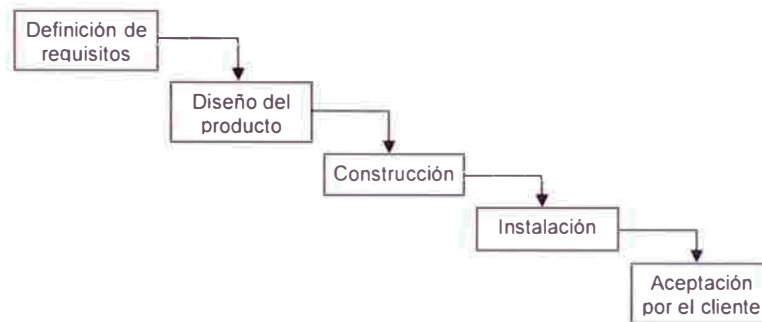 Definición de
requisitos
Diseño del
producto
Construcción
Instalación
Aceptación
por el cliente